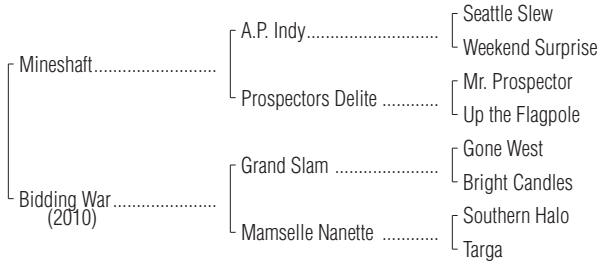 Seattle Slew
A.P. Indy
Weekend Surprise
Mineshaft
Mr. Prospector
Prospectors Delite
Up the Flagpole
Gone West
Grand Slam
Bright Candles
Bidding War
(2010)
Southern Halo
Mamselle Nanette
Targa